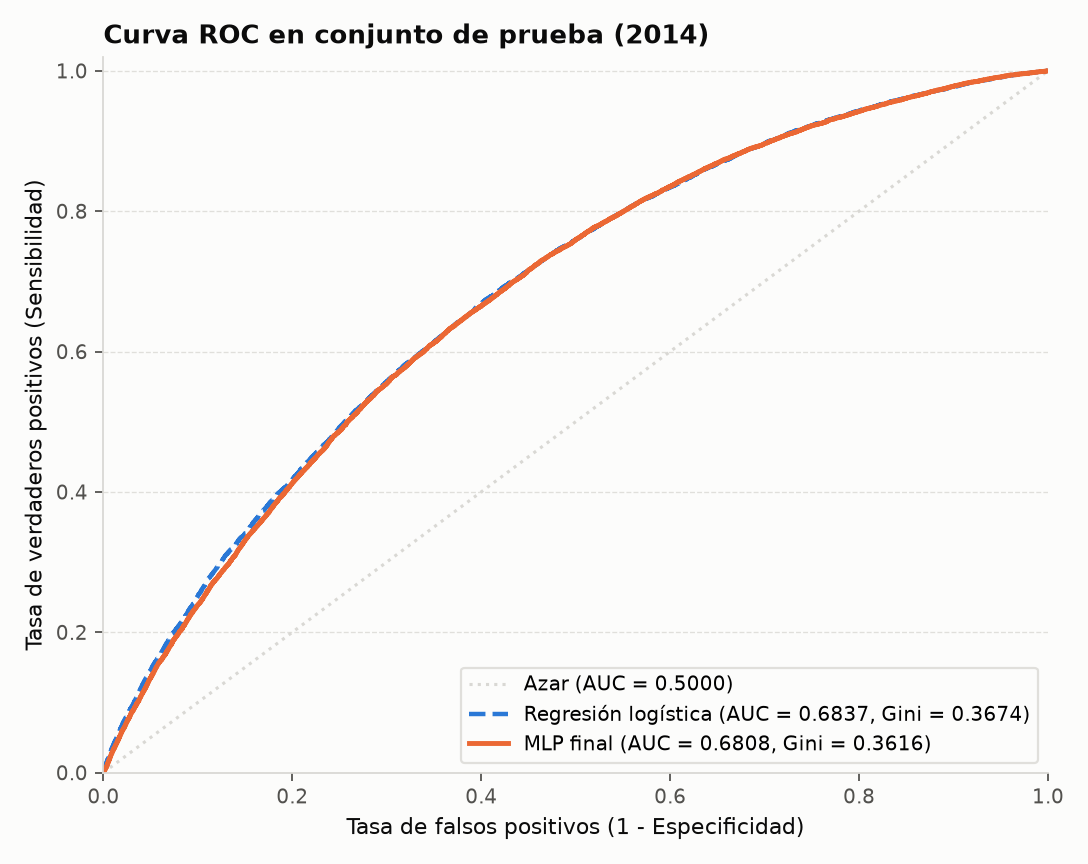 Curva ROC en conjunto de prueba (2014)
Tasa de verdaderos positivos (Sensibilidad)
1.0
0.8
0.6
0.4
0.2
0.0
Azar (AUC = 0.5000)
Regresión logística (AUC = 0.6837, Gini = 0.3674)
MLP final (AUC = 0.6808, Gini = 0.3616)
0.0 0.2 0.4 0.6 0.8 1.0
Tasa de falsos positivos (1 - Especificidad)